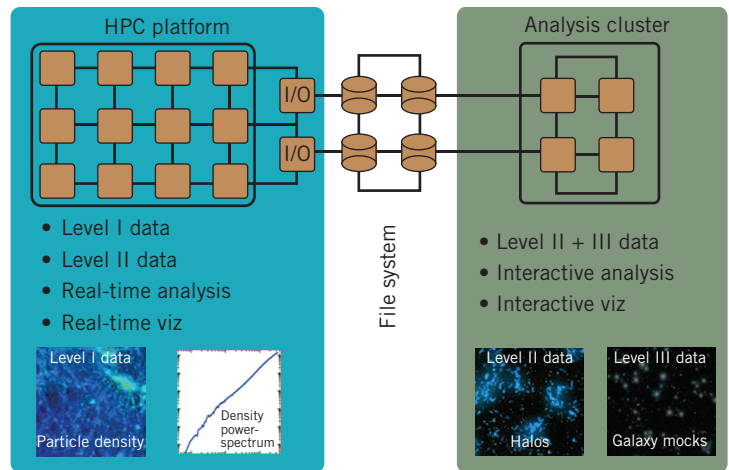 HPC platform
I/O
I/O
• Level I data
• Level II data
• Real-time analysis
• Real-time viz
Level I data
Particle density
Density
power-
spectrum
File system
Analysis cluster
• Level II + III data
• Interactive analysis
• Interactive viz
Level II data
Halos
Level III data
Galaxy mocks